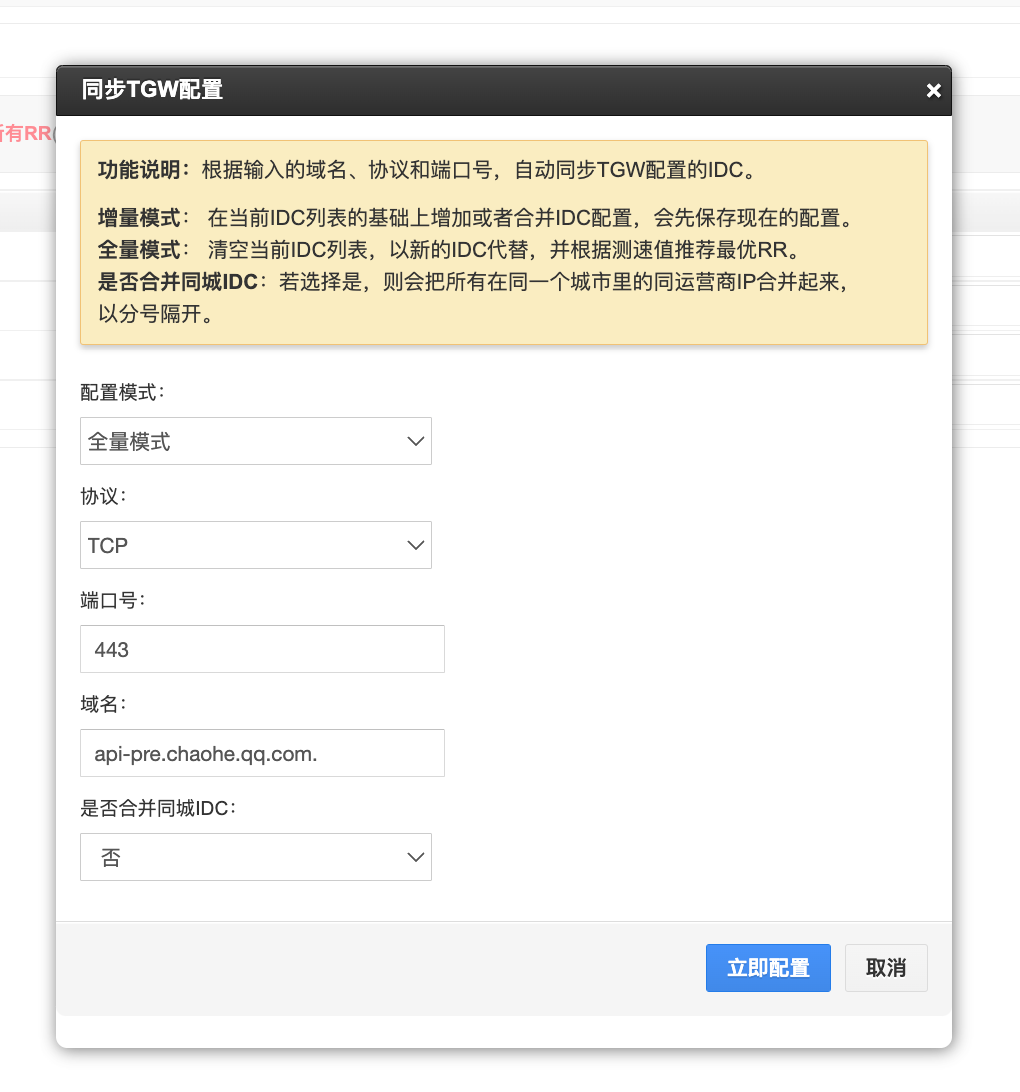 同步TGW配置
有RR(
功能说明：根据输入的域名、协议和端口号，自动同步TGW配置的IDC。
增量模式： 在当前IDC列表的基础上增加或者合并IDC配置，会先保存现在的配置。
全量模式： 清空当前IDC列表，以新的IDC代替，并根据测速值推荐最优RR。
是否合并同城IDC：若选择是，则会把所有在同一个城市里的同运营商IP合并起来，
以分号隔开。
配置模式：
全量模式
协议：
TCP
端口号：
443
域名：
api-pre.chaohe.qq.com.
是否合并同城IDC：
否
立即配置
取消